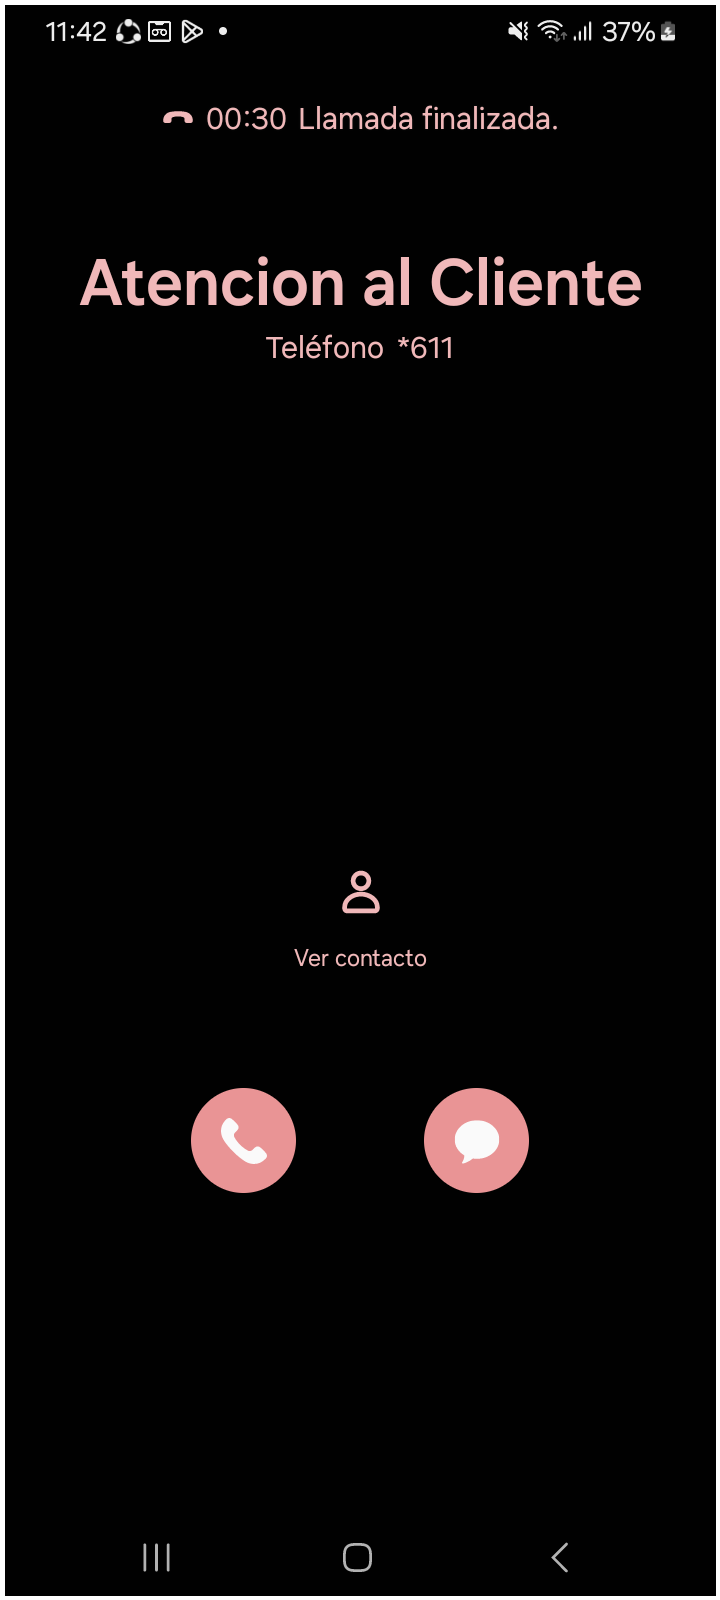 11:42 37%
00:30 Llamada finalizada.
Atencion al Cliente
Teléfono *611
Ver contacto